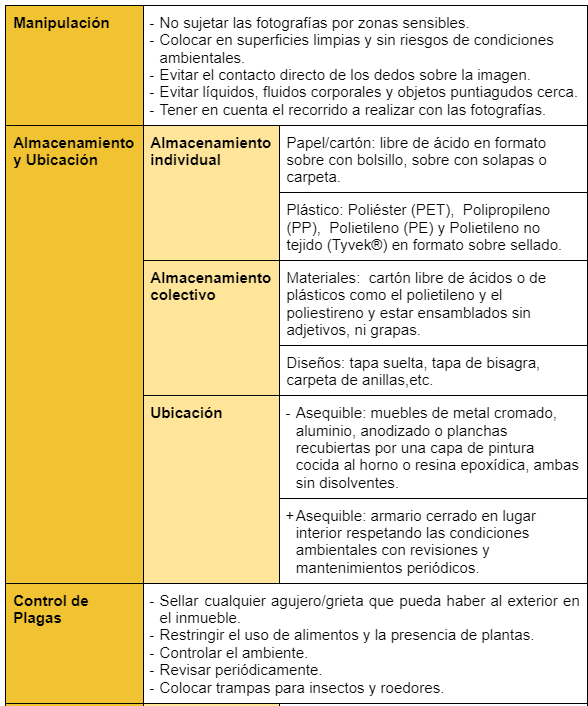 Manipulación
- No sujetar las fotografías por zonas sensibles.
- Colocar en superficies limpias y sin riesgos de condiciones
ambientales.
- Evitar el contacto directo de los dedos sobre la imagen.
- Evitar líquidos, fluidos corporales y objetos puntiagudos cerca.
- Tener en cuenta el recorrido a realizar con las fotografías.
Almacenamiento
y Ubicación
Almacenamiento
individual
Papel/cartón: libre de ácido en formato
sobre con bolsillo, sobre con solapas o
carpeta.
Plástico: Poliéster (PET), Polipropileno
(PP), Polietileno (PE) y Polietileno no
tejido (Tyvek®) en formato sobre sellado.
Almacenamiento
colectivo
Materiales: cartón libre de ácidos o de
plásticos como el polietileno y el
poliestireno y estar ensamblados sin
adjetivos, ni grapas.
Diseños: tapa suelta, tapa de bisagra,
carpeta de anillas,etc.
Ubicación
- Asequible: muebles de metal cromado,
aluminio, anodizado o planchas
recubiertas por una capa de pintura
cocida al horno o resina epoxídica, ambas
sin disolventes.
+Asequible: armario cerrado en lugar
interior respetando las condiciones
ambientales con revisiones y
mantenimientos periódicos.
Control de
Plagas
- Sellar cualquier agujero/grieta que pueda haber al exterior en
el inmueble.
- Restringir el uso de alimentos y la presencia de plantas.
- Controlar el ambiente.
- Revisar periódicamente.
- Colocar trampas para insectos y roedores.